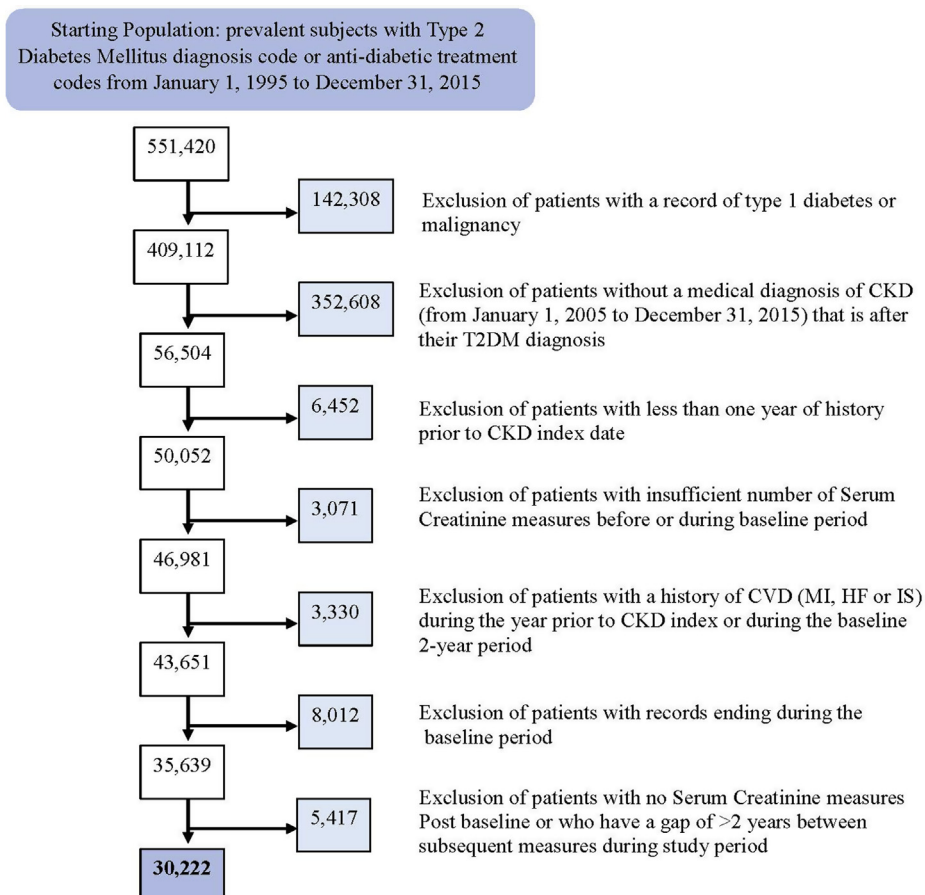 Starting Population: prevalent subjects with Type 2
Diabetes Mellitus diagnosis code or anti-diabetic treatment
codes from January 1, 1995 to December 31, 2015
551,420
142,308
Exclusion of patients with a record of type 1 diabetes or
malignancy
409,112
352,608
Exclusion of patients without a medical diagnosis of CKD
(from January 1, 2005 to December 31, 2015) that is after
their T2DM diagnosis
56,504
6,452
Exclusion of patients with less than one year of history
prior to CKD index date
50,052
3,071
Exclusion of patients with insufficient number of Serum
Creatinine measures before or during baseline period
46,981
3,330
Exclusion of patients with a history of CVD (MI, HF or IS)
during the year prior to CKD index or during the baseline
2-year period
43,651
8,012
Exclusion of patients with records ending during the
baseline period
35,639
5,417
Exclusion of patients with no Serum Creatinine measures
Post baseline or who have a gap of >2 years between
subsequent measures during study period
30,222